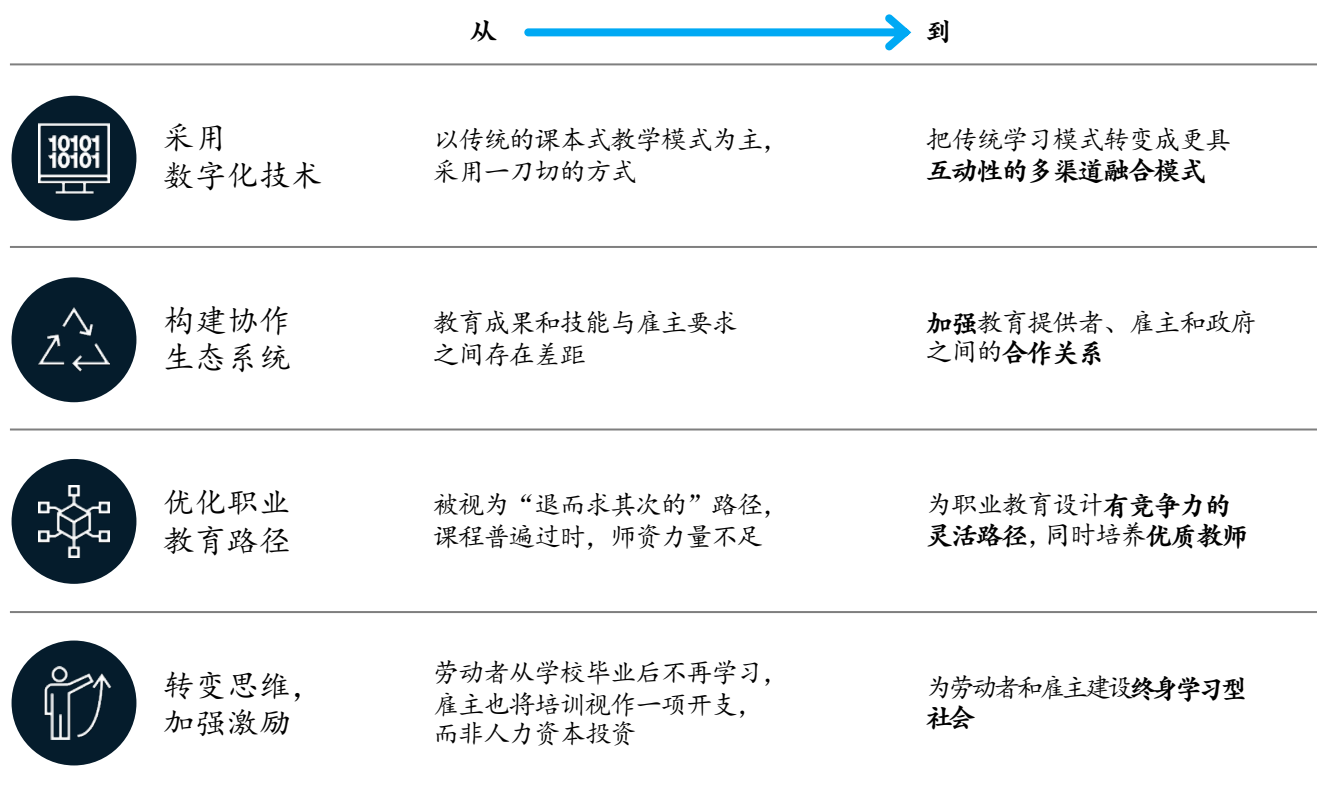 从 到
10101
10101
采用
数字化技术
以传统的课本式教学模式为主，
采用一刀切的方式
把传统学习模式转变成更具
互动性的多渠道融合模式
构建协作
生态系统
教育成果和技能与雇主要求
之间存在差距
加强教育提供者、雇主和政府
之间的合作关系
优化职业
教育路径
被视为“退而求其次的”路径，
课程普遍过时，师资力量不足
为职业教育设计有竞争力的
灵活路径，同时培养优质教师
转变思维，
加强激励
劳动者从学校毕业后不再学习，
雇主也将培训视作一项开支，
而非人力资本投资
为劳动者和雇主建设终身学习型
社会